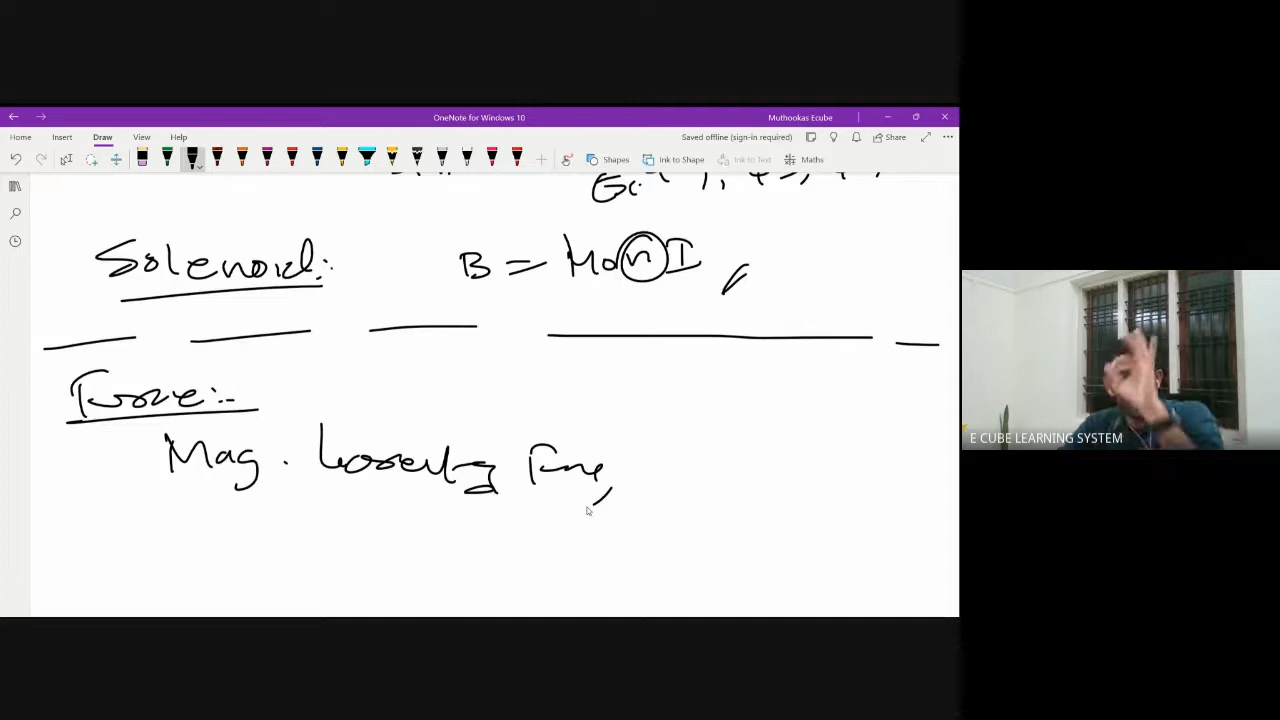 OneNote for Windows 10
Muthookas Ecube
Home Insert Draw View Help
Saved offline (sign-in required)
Share
Shapes
Ink to Shape
Ink to Text
Maths
Solenoid:
B = μ0nI
Force:-
Mag. Lorentz Force,
E CUBE LEARNING SYSTEM